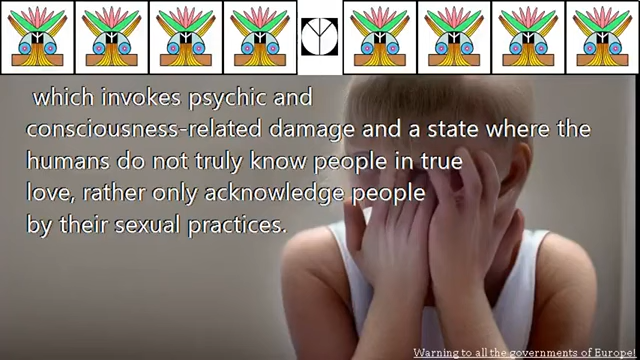 which invokes psychic and
consciousness-related damage and a state where the
humans do not truly know people in true
love, rather only acknowledge people
by their sexual practices.
Warning to all the governments of Europe!